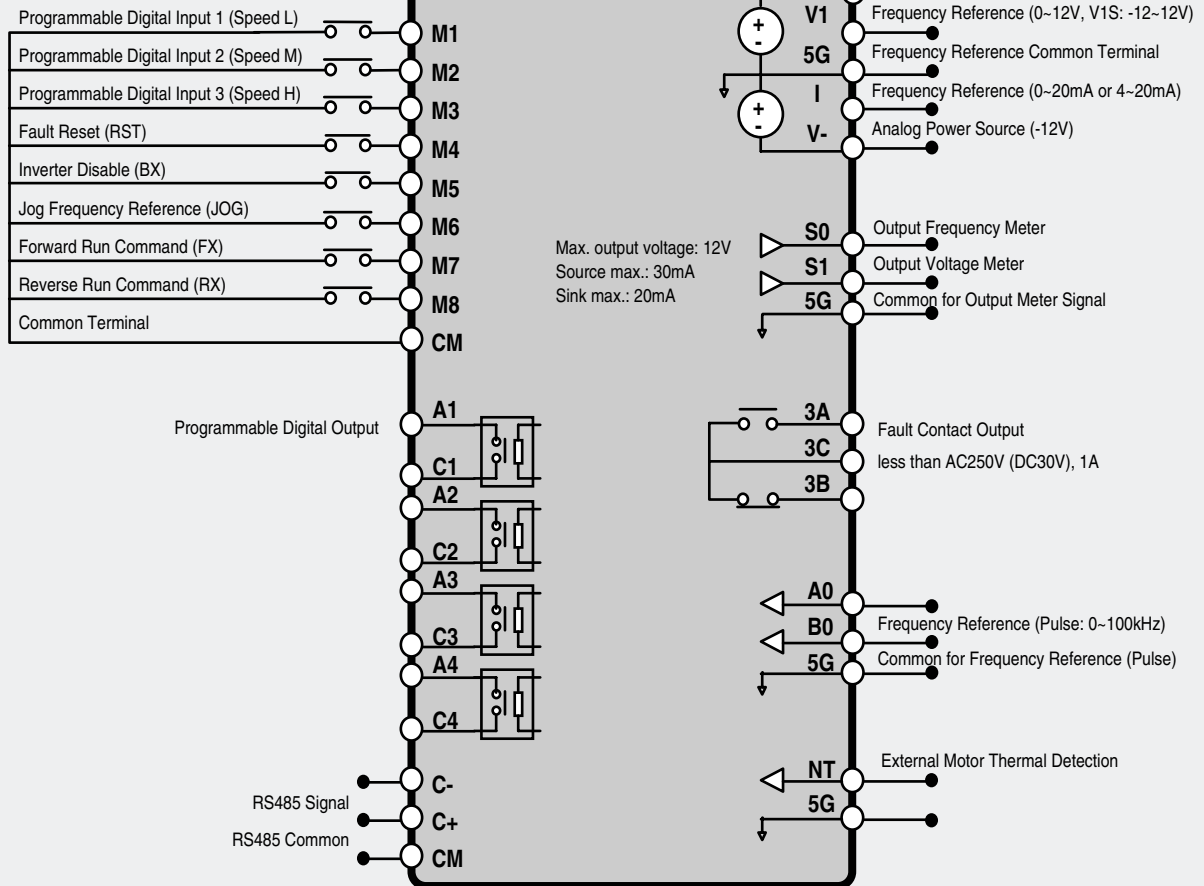 Programmable Digital Input 1 (Speed L)
M1
Programmable Digital Input 2 (Speed M)
M2
Programmable Digital Input 3 (Speed H)
M3
Fault Reset (RST)
M4
Inverter Disable (BX)
M5
Jog Frequency Reference (JOG)
M6
Forward Run Command (FX)
M7
Reverse Run Command (RX)
M8
Common Terminal
CM
Programmable Digital Output
A1
C1
A2
C2
A3
C3
A4
C4
C-
RS485 Signal
C+
RS485 Common
CM
+
-
V1
Frequency Reference (0~12V, V1S: -12~12V)
5G
Frequency Reference Common Terminal
+
-
I
Frequency Reference (0~20mA or 4~20mA)
V-
Analog Power Source (-12V)
Max. output voltage: 12V
Source max.: 30mA
Sink max.: 20mA
S0
Output Frequency Meter
S1
Output Voltage Meter
5G
Common for Output Meter Signal
3A
Fault Contact Output
3C
less than AC250V (DC30V), 1A
3B
A0
B0
Frequency Reference (Pulse: 0~100kHz)
5G
Common for Frequency Reference (Pulse)
NT
External Motor Thermal Detection
5G